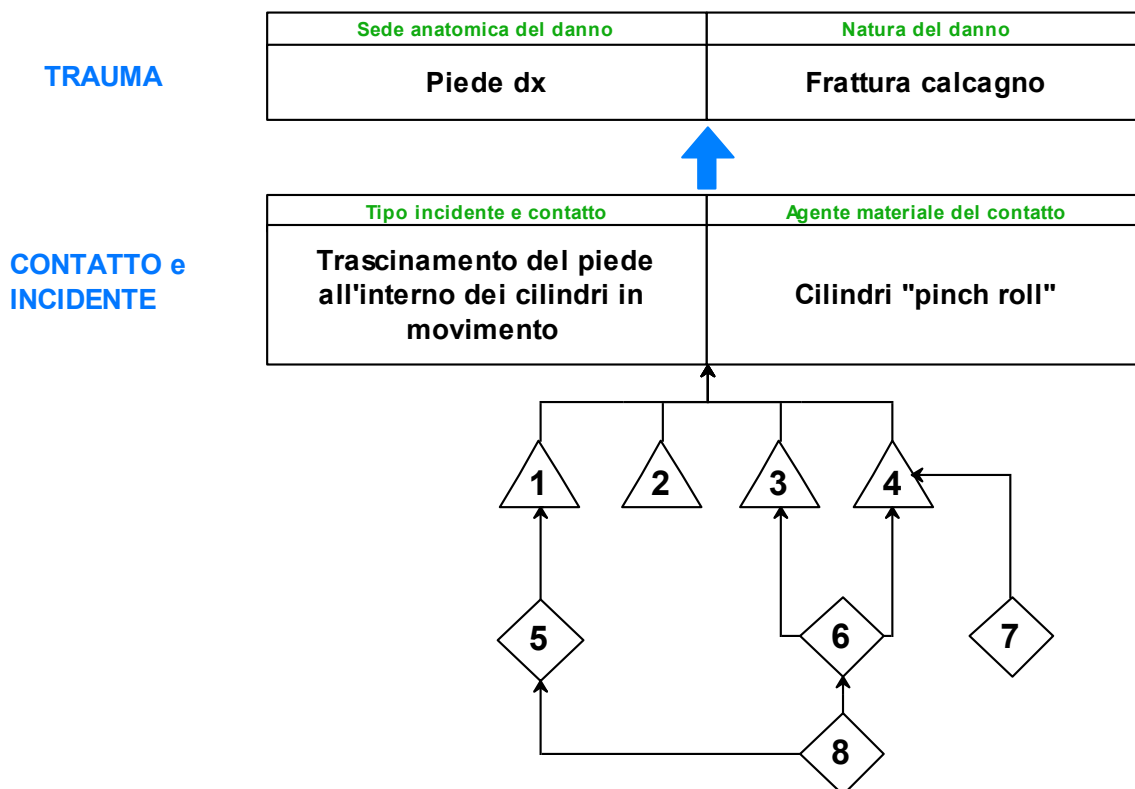 Sede anatomica del danno
Natura del danno
TRAUMA
Piede dx
Frattura calcagno
Tipo incidente e contatto
Agente materiale del contatto
CONTATTO e
INCIDENTE
Trascinamento del piede
all'interno dei cilindri in
movimento
Cilindri "pinch roll"
1
2
3
4
5
6
7
8